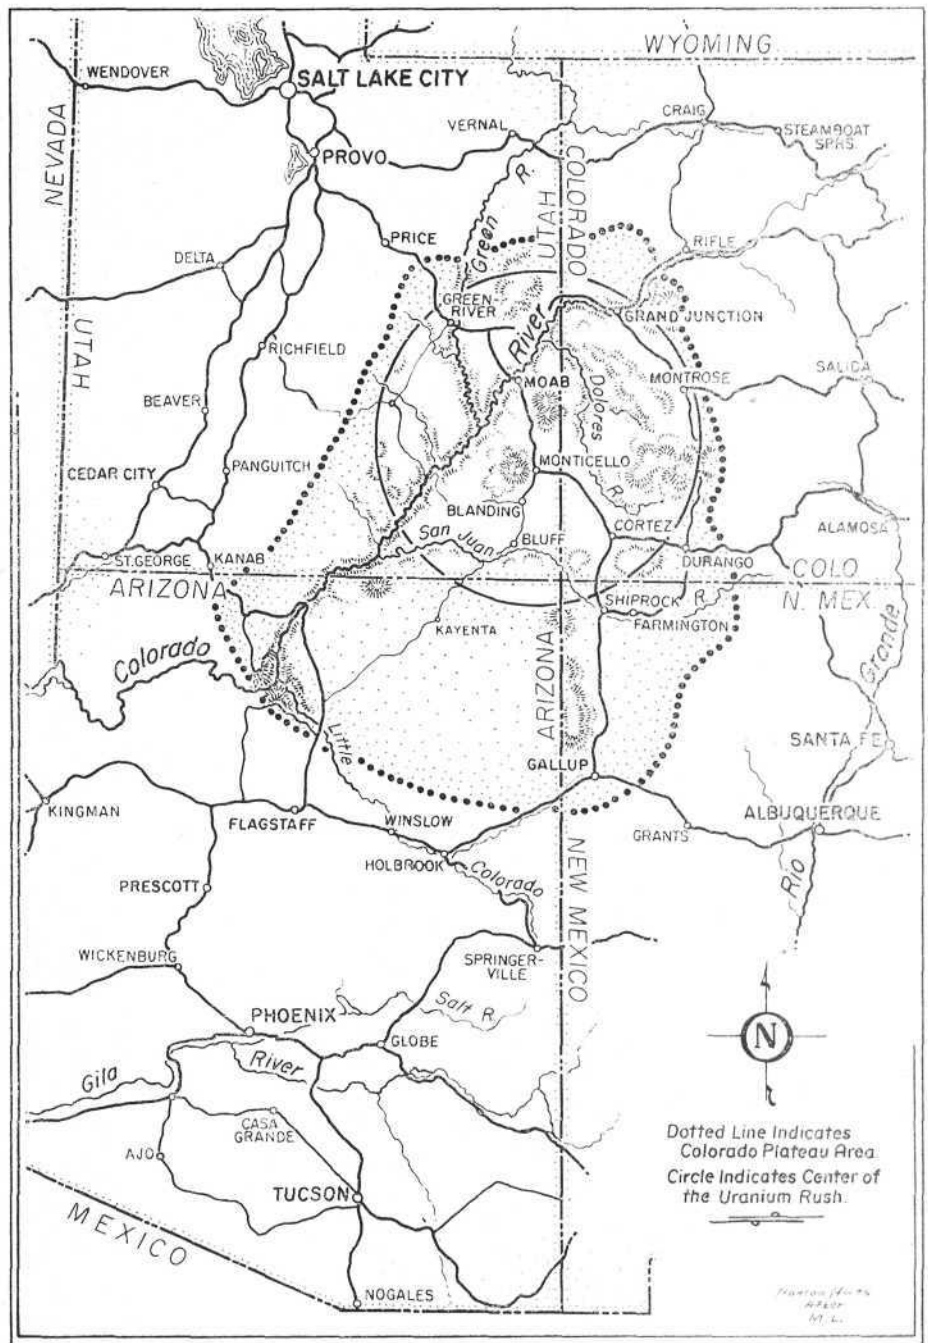 WYOMING
WENDOVER
SALT LAKE CITY
NEVADA
UTAH
VERNAL
CRAIG
STEAMBOAT
SPRS.
PROVO
COLORADO
UTAH
Green R.
PRICE
DELTA
RIFLE
GREEN-
RIVER
River
GRAND JUNCTION
RICHFIELD
MOAB
Dolores R.
MONTROSE
SALIDA
BEAVER
CEDAR CITY
PANGUITCH
MONTICELLO
BLANDING
San Juan R.
BLUFF
CORTEZ
ALAMOSA
ST. GEORGE
KANAB
DURANGO
ARIZONA
COLO
N. MEX
SHIPROCK
FARMINGTON
KAYENTA
Colorado
ARIZONA
Rio Grande
Little Colorado
SANTA FE
GALLUP
KINGMAN
FLAGSTAFF
WINSLOW
HOLBROOK
GRANTS
ALBUQUERQUE
NEW MEXICO
PRESCOTT
WICKENBURG
SPRINGER-
VILLE
Salt R.
PHOENIX
GLOBE
Gila River
N
CASA
GRANDE
AJO
TUCSON
MEXICO
NOGALES
Dotted Line Indicates
Colorado Plateau Area.
Circle Indicates Center of
the Uranium Rush.
After
M.L.